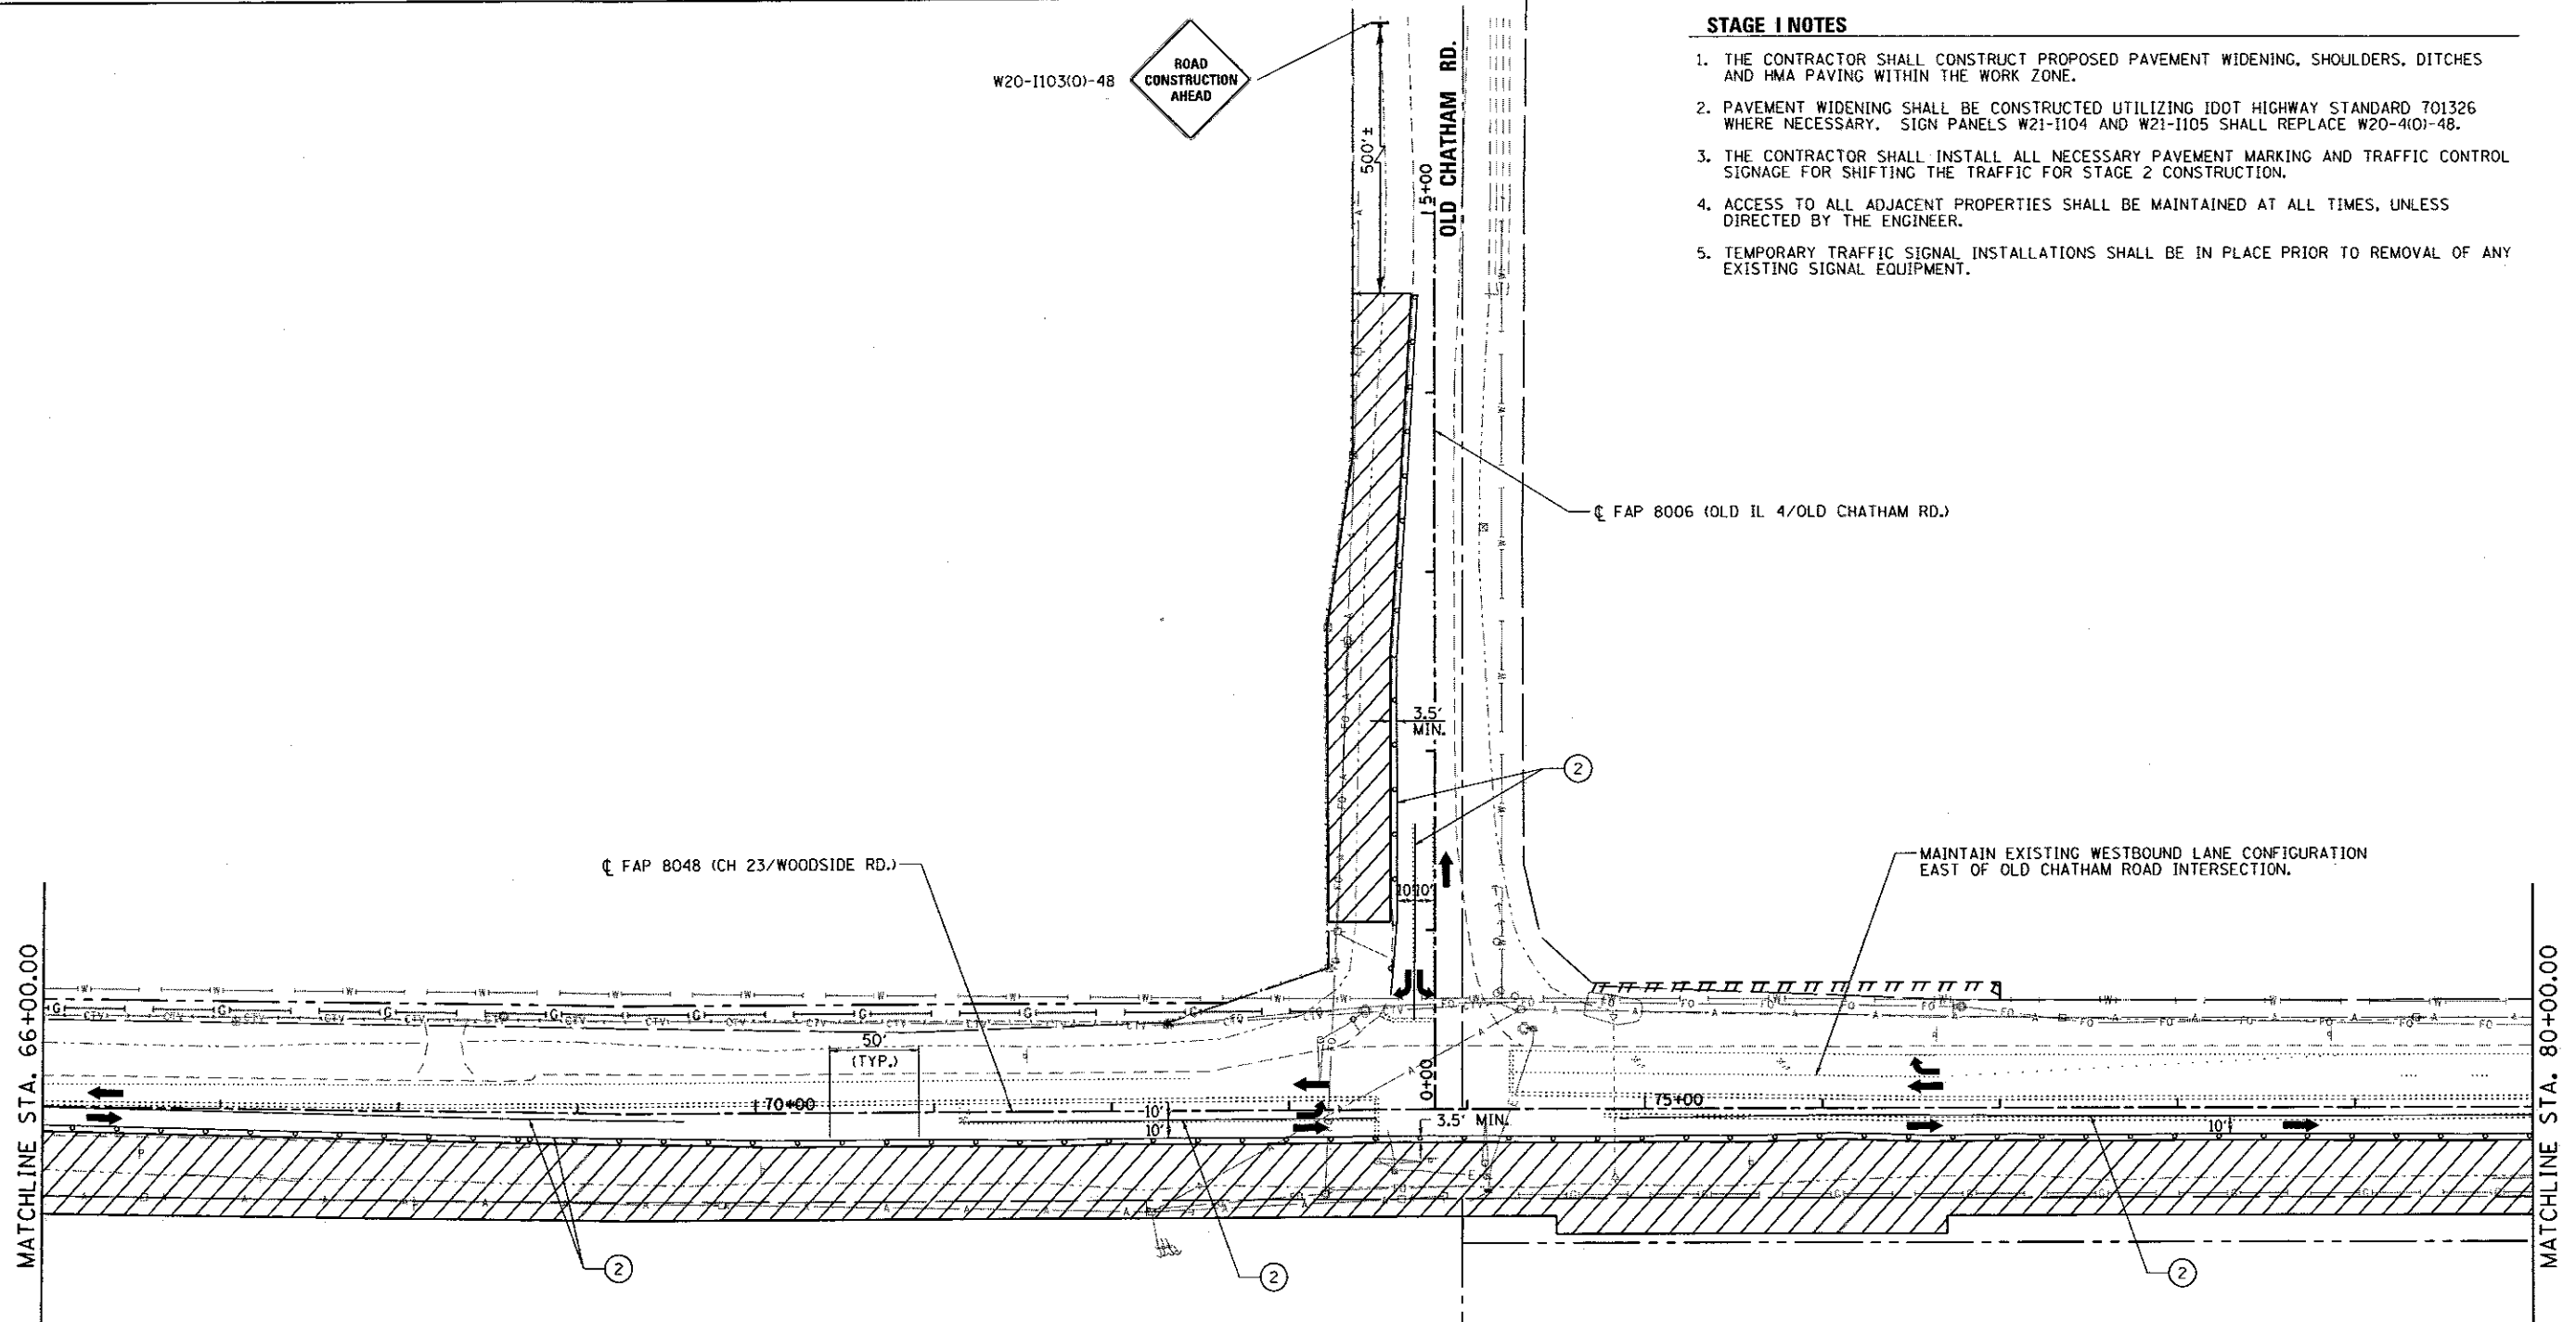 STAGE I NOTES
1. THE CONTRACTOR SHALL CONSTRUCT PROPOSED PAVEMENT WIDENING, SHOULDERS, DITCHES
AND HMA PAVING WITHIN THE WORK ZONE.
2. PAVEMENT WIDENING SHALL BE CONSTRUCTED UTILIZING IDOT HIGHWAY STANDARD 701326
WHERE NECESSARY. SIGN PANELS W21-I104 AND W21-I105 SHALL REPLACE W20-4(O)-48.
3. THE CONTRACTOR SHALL INSTALL ALL NECESSARY PAVEMENT MARKING AND TRAFFIC CONTROL
SIGNAGE FOR SHIFTING THE TRAFFIC FOR STAGE 2 CONSTRUCTION.
4. ACCESS TO ALL ADJACENT PROPERTIES SHALL BE MAINTAINED AT ALL TIMES, UNLESS
DIRECTED BY THE ENGINEER.
5. TEMPORARY TRAFFIC SIGNAL INSTALLATIONS SHALL BE IN PLACE PRIOR TO REMOVAL OF ANY
EXISTING SIGNAL EQUIPMENT.
W20-I103(O)-48
ROAD
CONSTRUCTION
AHEAD
500'±
5+00
OLD CHATHAM RD.
℄ FAP 8006 (OLD IL 4/OLD CHATHAM RD.)
3.5'
MIN.
2
10'
10'
℄ FAP 8048 (CH 23/WOODSIDE RD.)
MAINTAIN EXISTING WESTBOUND LANE CONFIGURATION
EAST OF OLD CHATHAM ROAD INTERSECTION.
MATCHLINE STA. 66+00.00
50'
(TYP.)
70+00
10'
10'
0+00
3.5' MIN.
75+00
10'
MATCHLINE STA. 80+00.00
2
2
2